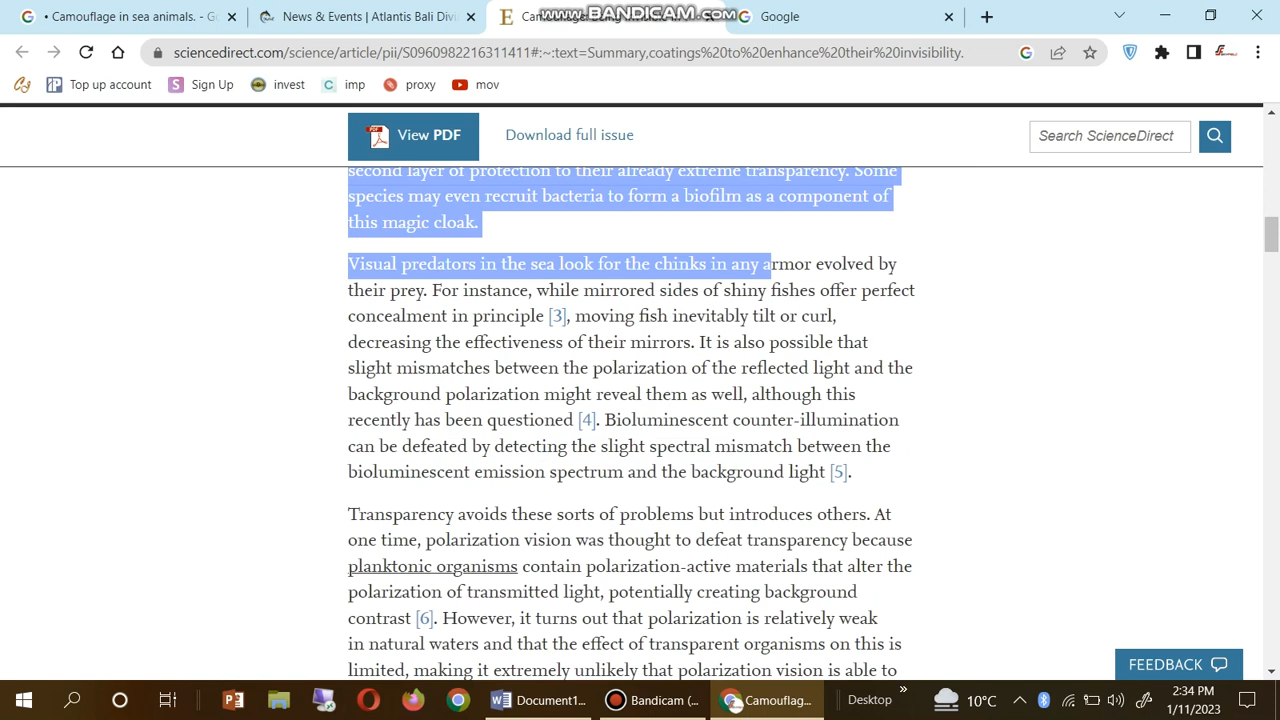 • Camouflage in sea animals. - G
News & Events | Atlantis Bali Divi
Camouflage: Being invisible in
Google
WWW.BANDICAM.COM
sciencedirect.com/science/article/pii/S0960982216311411#:~:text=Summary,coatings%20to%20enhance%20their%20invisibility.
Top up account
Sign Up
invest
imp
proxy
mov
View PDF
Download full issue
Search ScienceDirect
second layer of protection to their already extreme transparency. Some
species may even recruit bacteria to form a biofilm as a component of
this magic cloak.
Visual predators in the sea look for the chinks in any armor evolved by
their prey. For instance, while mirrored sides of shiny fishes offer perfect
concealment in principle [3], moving fish inevitably tilt or curl,
decreasing the effectiveness of their mirrors. It is also possible that
slight mismatches between the polarization of the reflected light and the
background polarization might reveal them as well, although this
recently has been questioned [4]. Bioluminescent counter-illumination
can be defeated by detecting the slight spectral mismatch between the
bioluminescent emission spectrum and the background light [5].
Transparency avoids these sorts of problems but introduces others. At
one time, polarization vision was thought to defeat transparency because
planktonic organisms contain polarization-active materials that alter the
polarization of transmitted light, potentially creating background
contrast [6]. However, it turns out that polarization is relatively weak
in natural waters and that the effect of transparent organisms on this is
limited, making it extremely unlikely that polarization vision is able to
FEEDBACK
Document1...
Bandicam (...
Camouflag...
Desktop
»
10°C
2:34 PM
1/11/2023